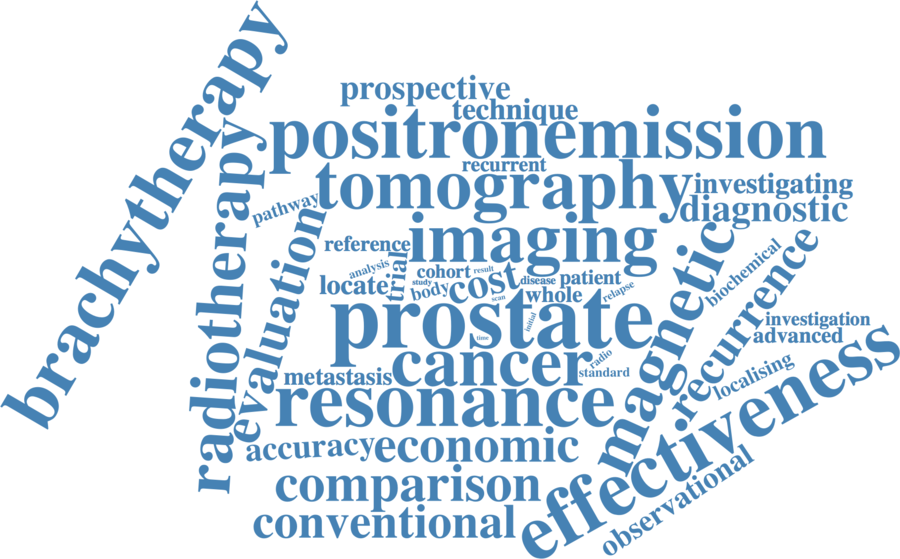 brachytherapy
prospective
technique
positronemission
recurrent
radiotherapy
tomography
investigating
pathway
diagnostic
evaluation
reference
imaging
magnetic
trial
analysis
cohort
result
biochemical
recurrence
locate
study
body
cost
scan
disease
patient
whole
relapse
prostate
initial
time
investigation
advanced
cancer
radio
standard
metastasis
localising
resonance
effectiveness
accuracy
economic
comparison
observational
conventional